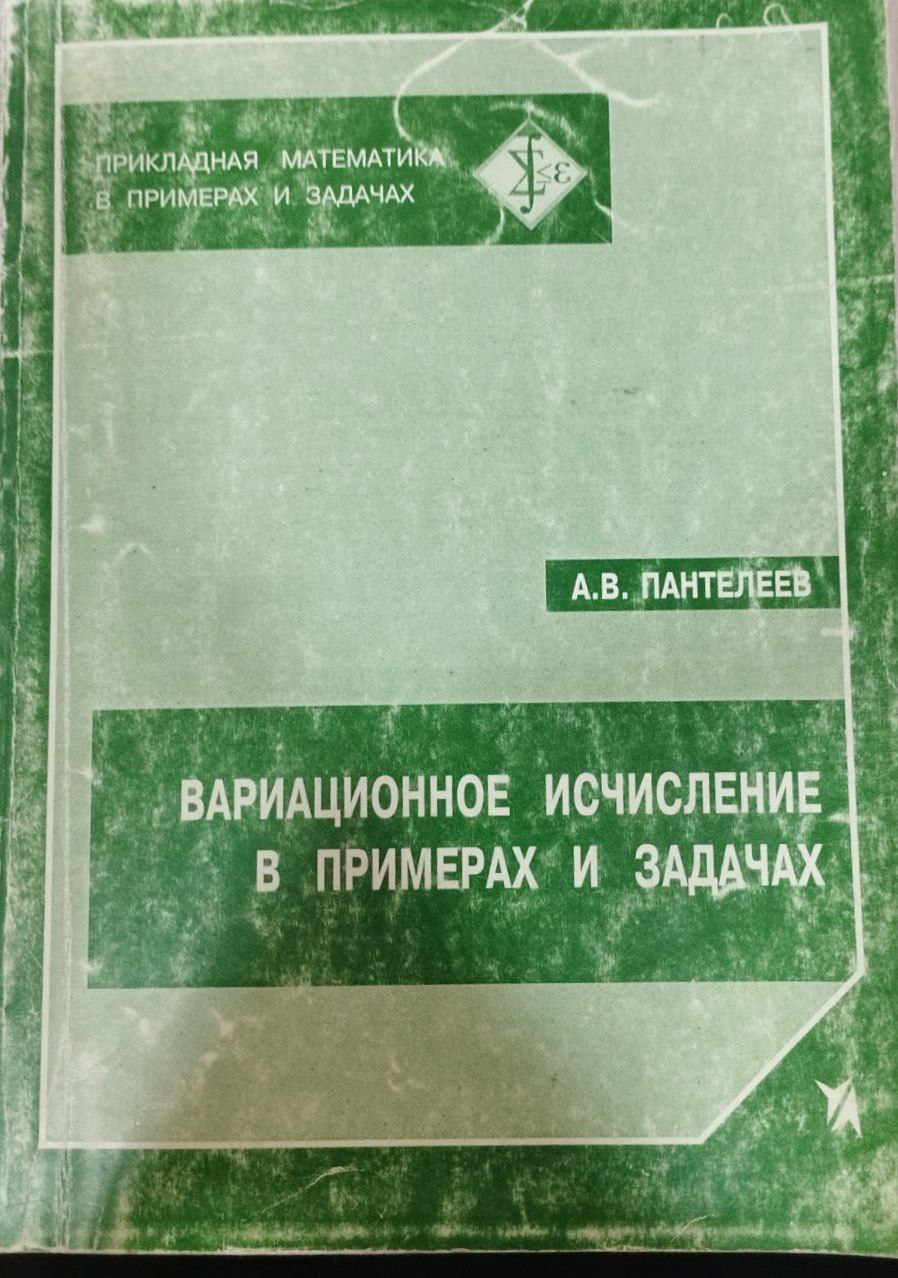 ПРИКЛАДНАЯ МАТЕМАТИКА
В ПРИМЕРАХ И ЗАДАЧАХ
А.В. ПАНТЕЛЕЕВ
ВАРИАЦИОННОЕ ИСЧИСЛЕНИЕ
В ПРИМЕРАХ И ЗАДАЧАХ